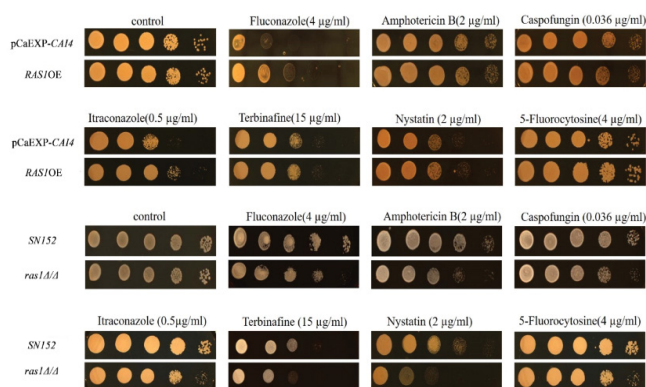 control Fluconazole(4 µg/ml) Amphotericin B(2 µg/ml) Caspofungin (0.036 µg/ml)
pCaEXP-CAI4
RAS1OE
Itraconazole(0.5 µg/ml) Terbinafine(15 µg/ml) Nystatin (2 µg/ml) 5-Fluorocytosine(4 µg/ml)
pCaEXP-CAI4
RAS1OE
control Fluconazole(4 µg/ml) Amphotericin B(2 µg/ml) Caspofungin (0.036 µg/ml)
SN152
ras1Δ/Δ
Itraconazole (0.5µg/ml) Terbinafine (15 µg/ml) Nystatin (2 µg/ml) 5-Fluorocytosine(4 µg/ml)
SN152
ras1Δ/Δ